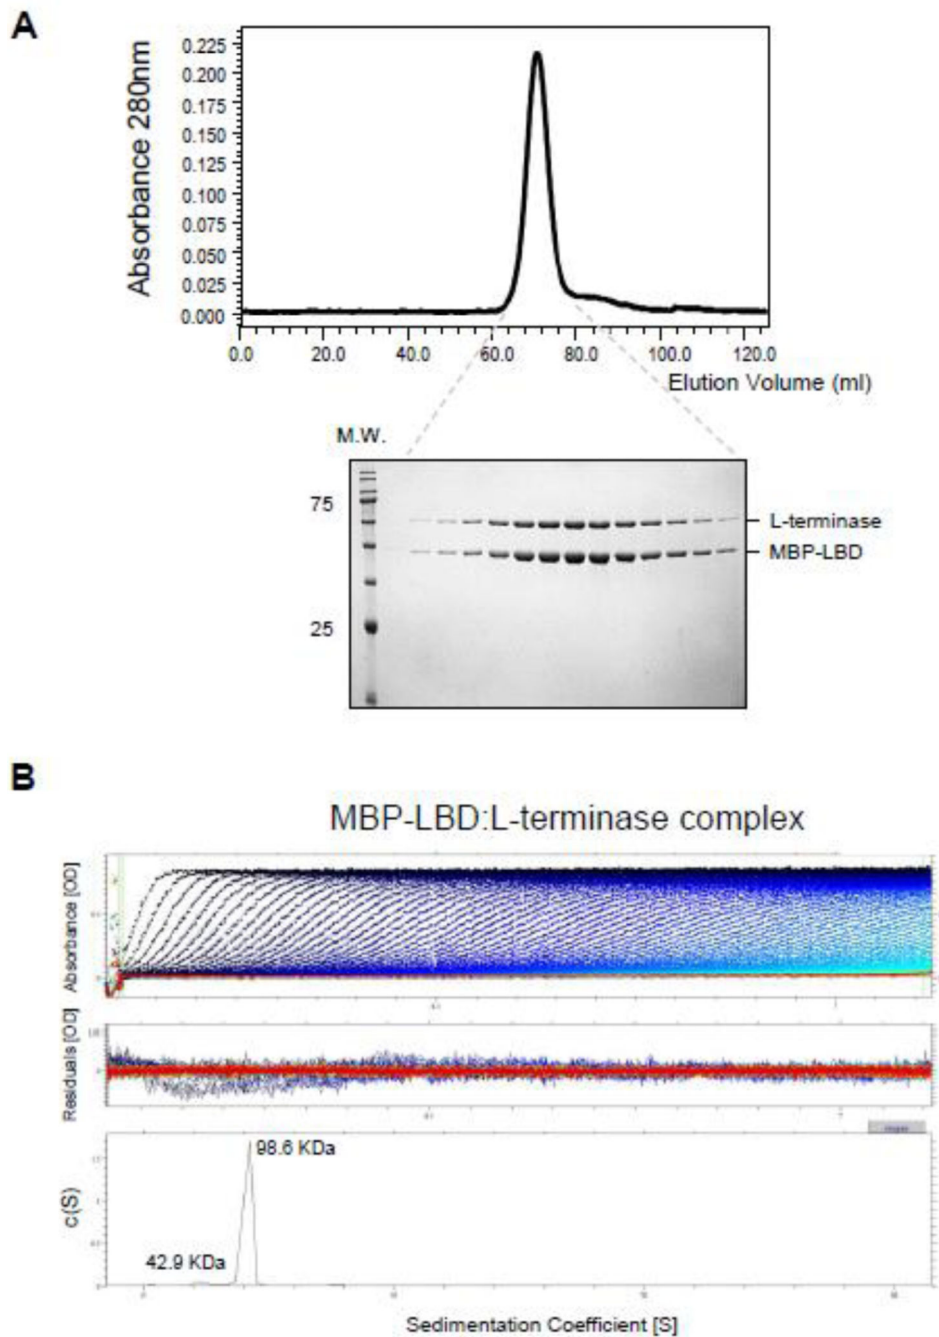 A
Absorbance 280nm
0.225
0.200
0.175
0.150
0.125
0.100
0.075
0.050
0.025
0.000
0.0 20.0 40.0 60.0 80.0 100.0 120.0
Elution Volume (ml)
M.W.
75
L-terminase
MBP-LBD
25
B
MBP-LBD:L-terminase complex
Absorbance [OD]
Residuals [OD]
98.6 KDa
c(S)
42.9 KDa
Sedimentation Coefficient [S]